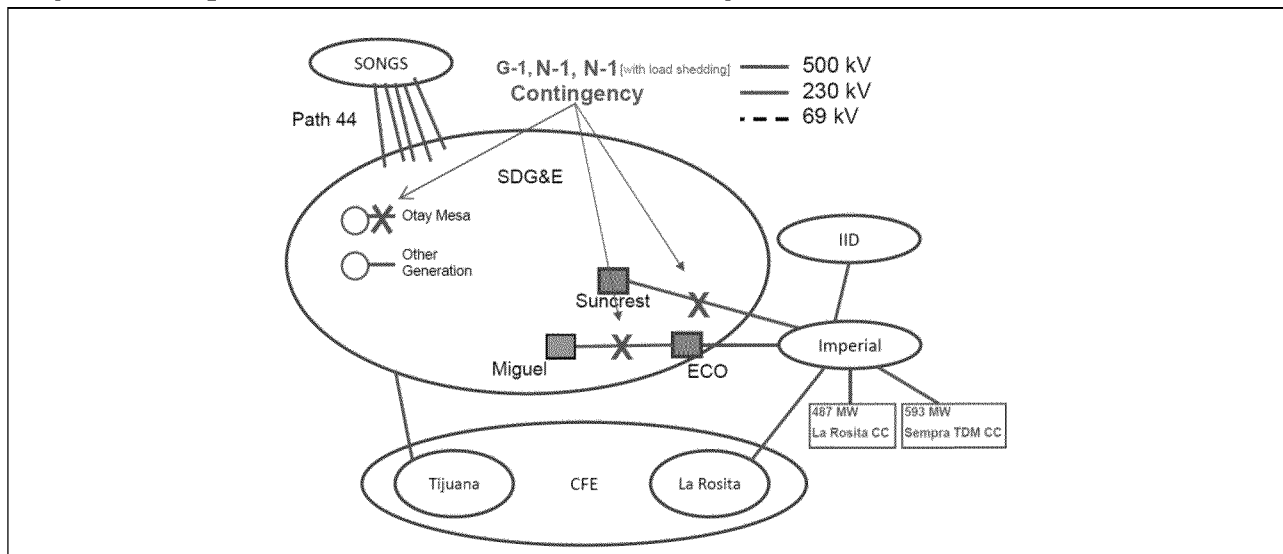 SONGS
G-1, N-1, N-1 [with load shedding]
Contingency
500 kV
230 kV
69 kV
Path 44
SDG&E
Otay Mesa
Other
Generation
IID
Suncrest
Imperial
Miguel
ECO
487 MW
La Rosita CC
593 MW
Sempra TDM CC
Tijuana
CFE
La Rosita